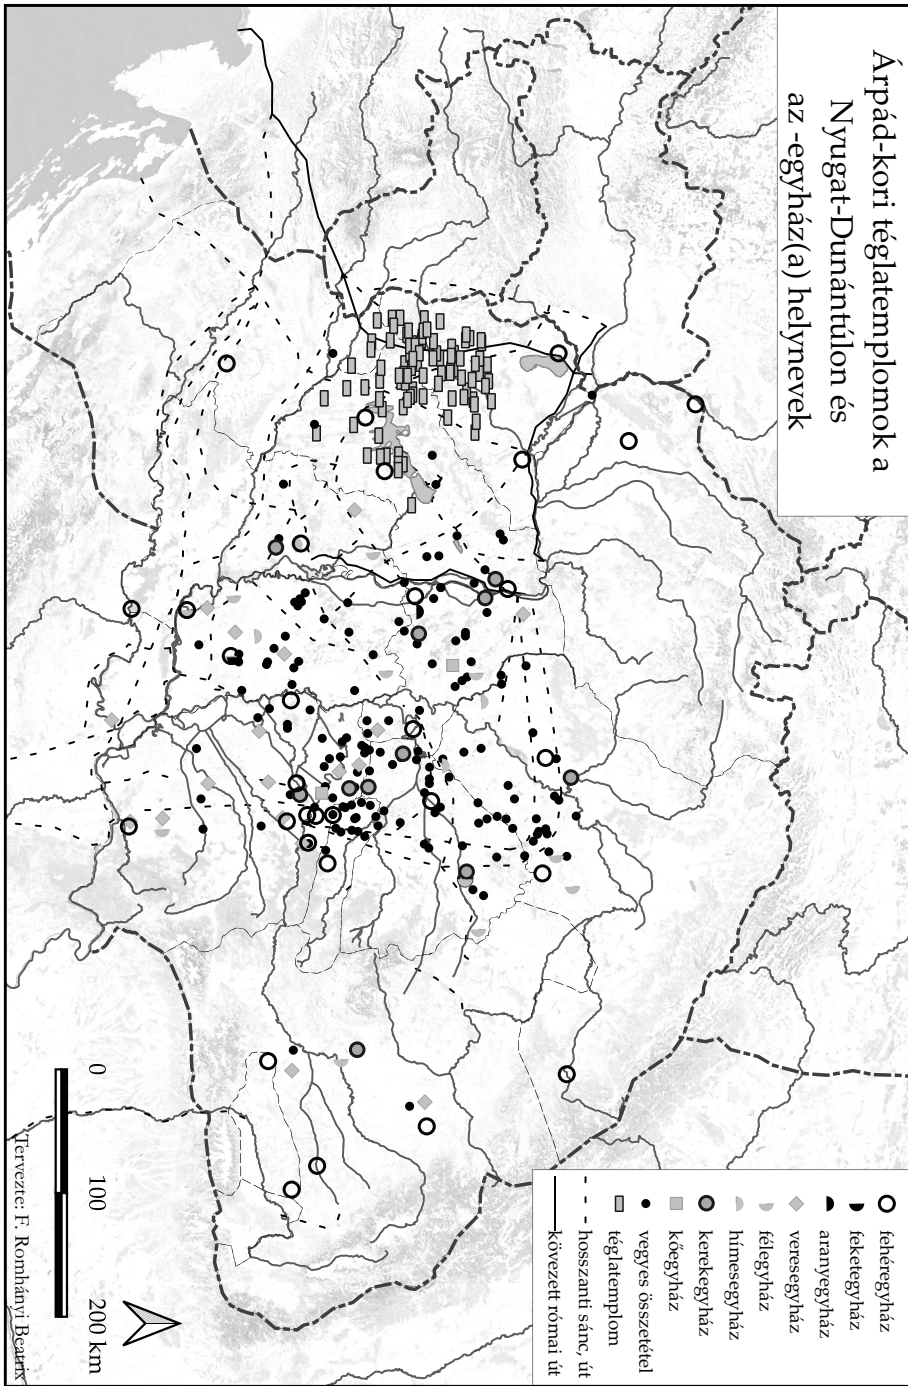 Árpád-kori téglatemplomok a
Nyugat-Dunántúlon és
az -egyház(a) helynevek
fehéregyház
feketegyház
aranyegyház
veresegyház
félegyház
hímesegyház
kerekegyház
kőegyház
vegyes összetétel
téglatemplom
hosszanti sánc, út
kövezett római út
0 100 200 km
Tervezte: F. Romhányi Beatrix